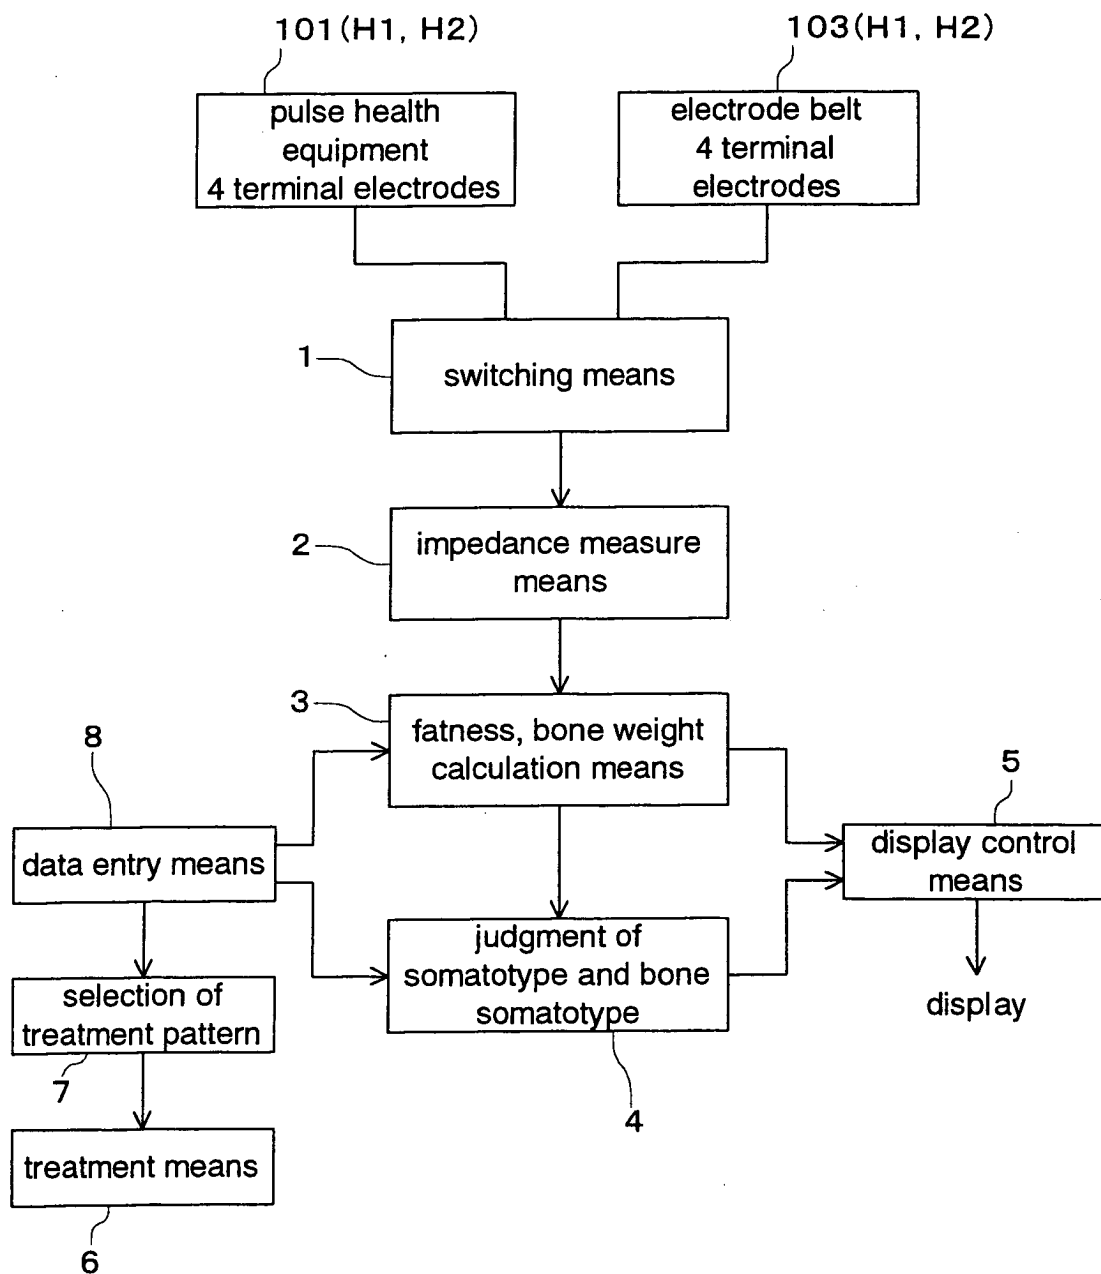 101(H1, H2)
103(H1, H2)
pulse health
equipment
4 terminal electrodes
electrode belt
4 terminal
electrodes
1
switching means
2
impedance measure
means
3
fatness, bone weight
calculation means
8
data entry means
5
display control
means
judgment of
somatotype and bone
somatotype
4
display
selection of
treatment pattern
7
treatment means
6